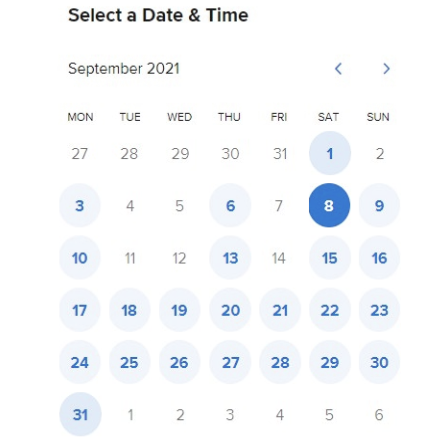 Select a Date & Time
September 2021
MON TUE WED THU FRI SAT SUN
27 28 29 30 31 1 2
3 4 5 6 7 8 9
10 11 12 13 14 15 16
17 18 19 20 21 22 23
24 25 26 27 28 29 30
31 1 2 3 4 5 6